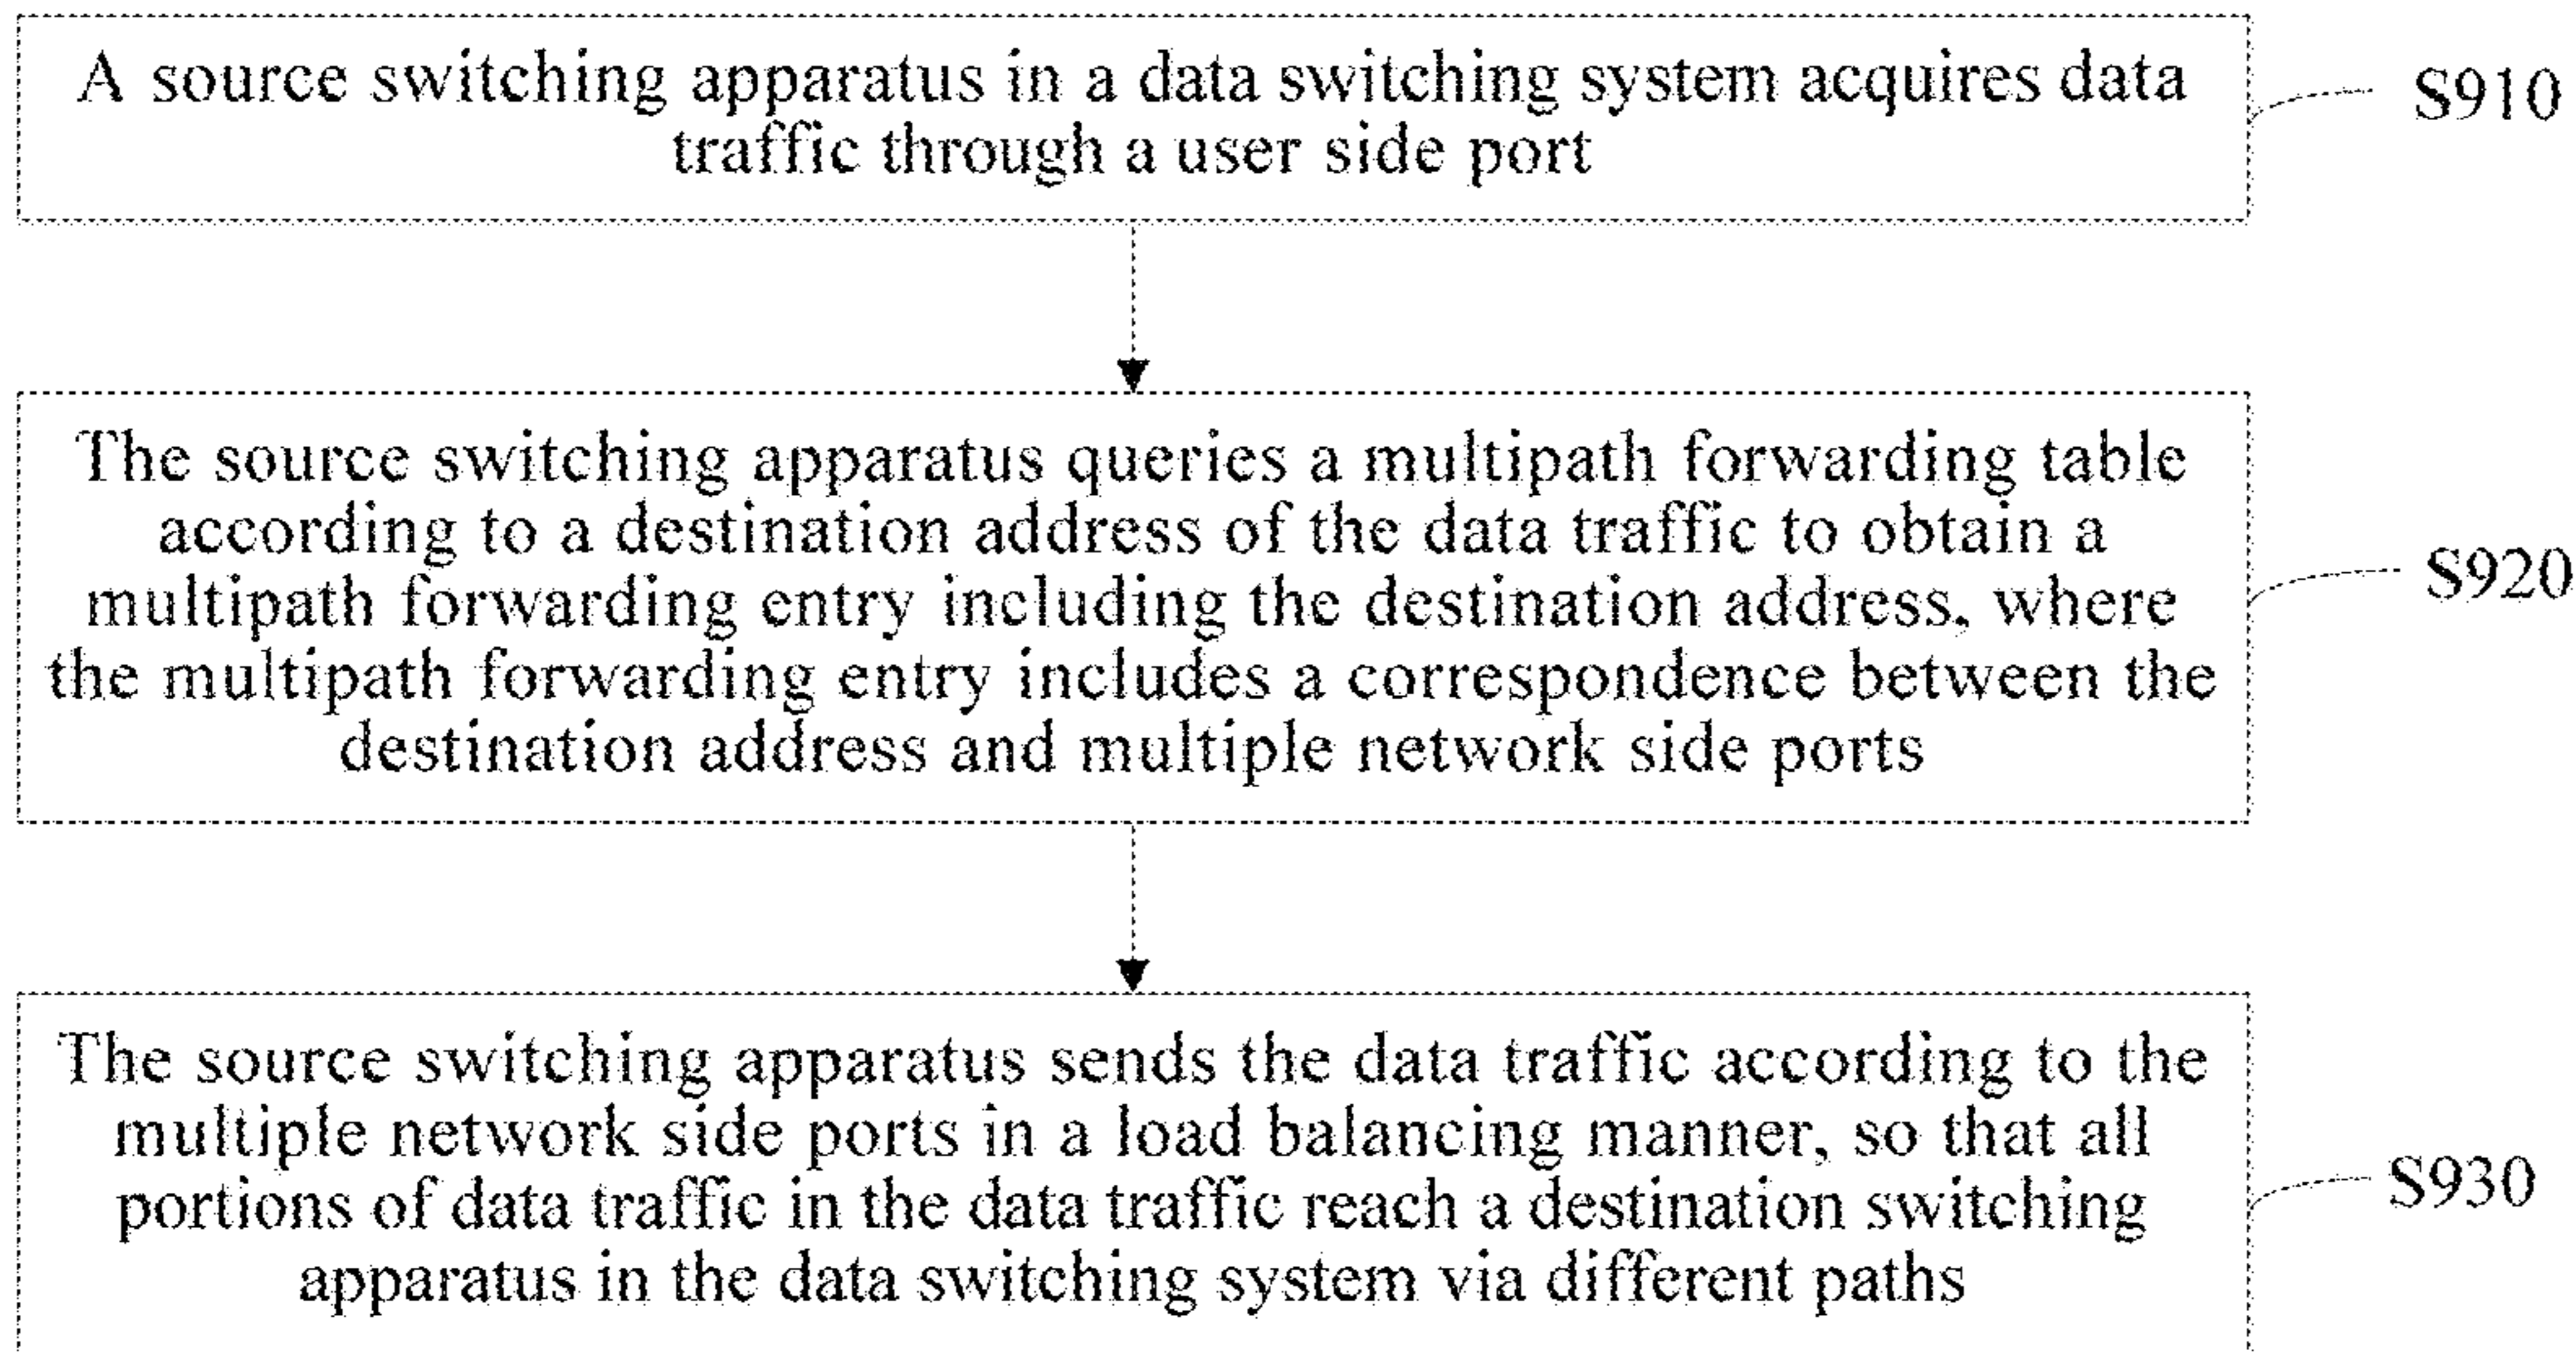 A source switching apparatus in a data switching system acquires data
traffic through a user side port
S910
The source switching apparatus queries a multipath forwarding table
according to a destination address of the data traffic to obtain a
multipath forwarding entry including the destination address, where
the multipath forwarding entry includes a correspondence between the
destination address and multiple network side ports
S920
The source switching apparatus sends the data traffic according to the
multiple network side ports in a load balancing manner, so that all
portions of data traffic in the data traffic reach a destination switching
apparatus in the data switching system via different paths
S930